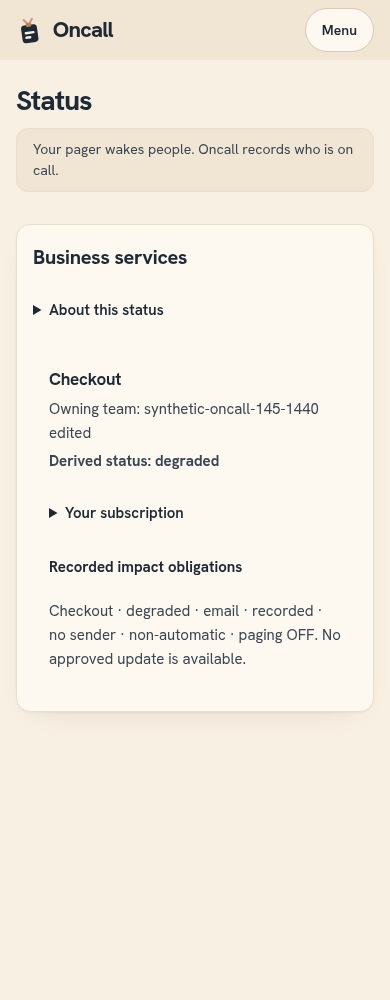 Oncall
Menu
Status
Your pager wakes people. Oncall records who is on
call.
Business services
About this status
Checkout
Owning team: synthetic-oncall-145-1440
edited
Derived status: degraded
Your subscription
Recorded impact obligations
Checkout · degraded · email · recorded ·
no sender · non-automatic · paging OFF. No
approved update is available.